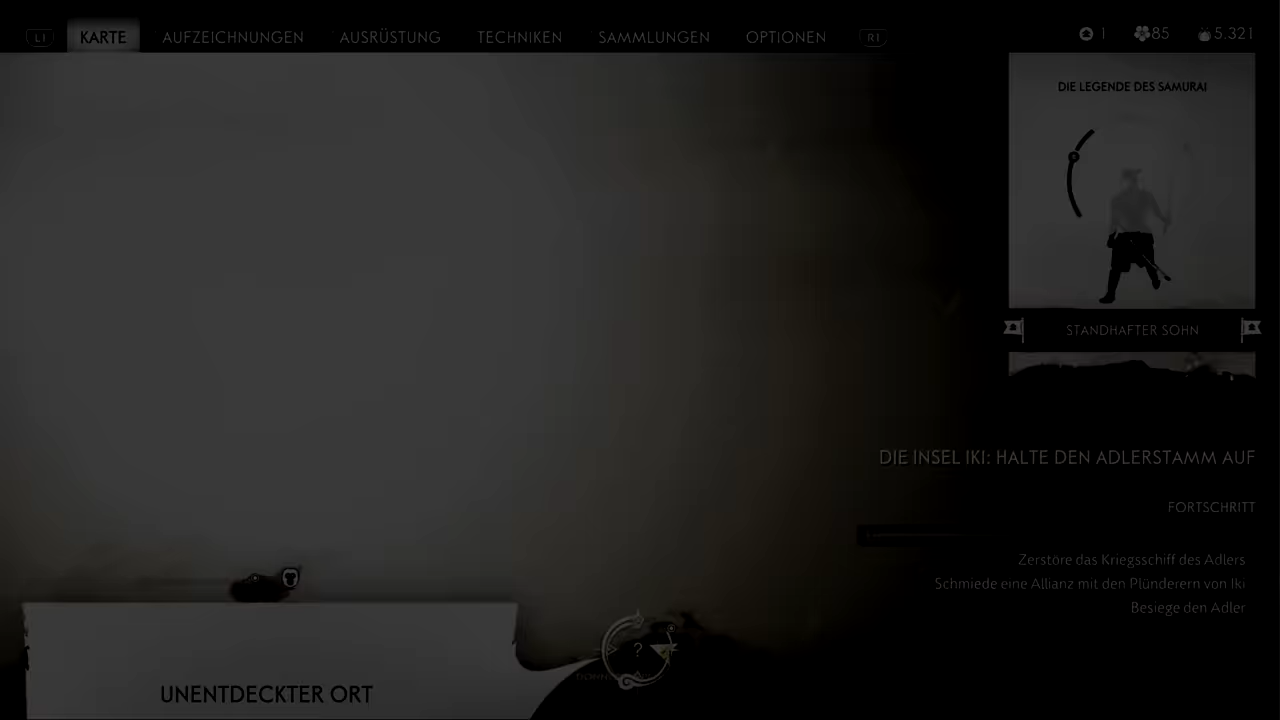 L1 KARTE AUFZEICHNUNGEN AUSRÜSTUNG TECHNIKEN SAMMLUNGEN OPTIONEN R1 1 85 5.321
DIE LEGENDE DES SAMURAI
STANDHAFTER SOHN
DIE INSEL IKI: HALTE DEN ADLERSTAMM AUF
FORTSCHRITT
Zerstöre das Kriegsschiff des Adlers
Schmiede eine Allianz mit den Plünderern von Iki
Besiege den Adler
?
UNENTDECKTER ORT